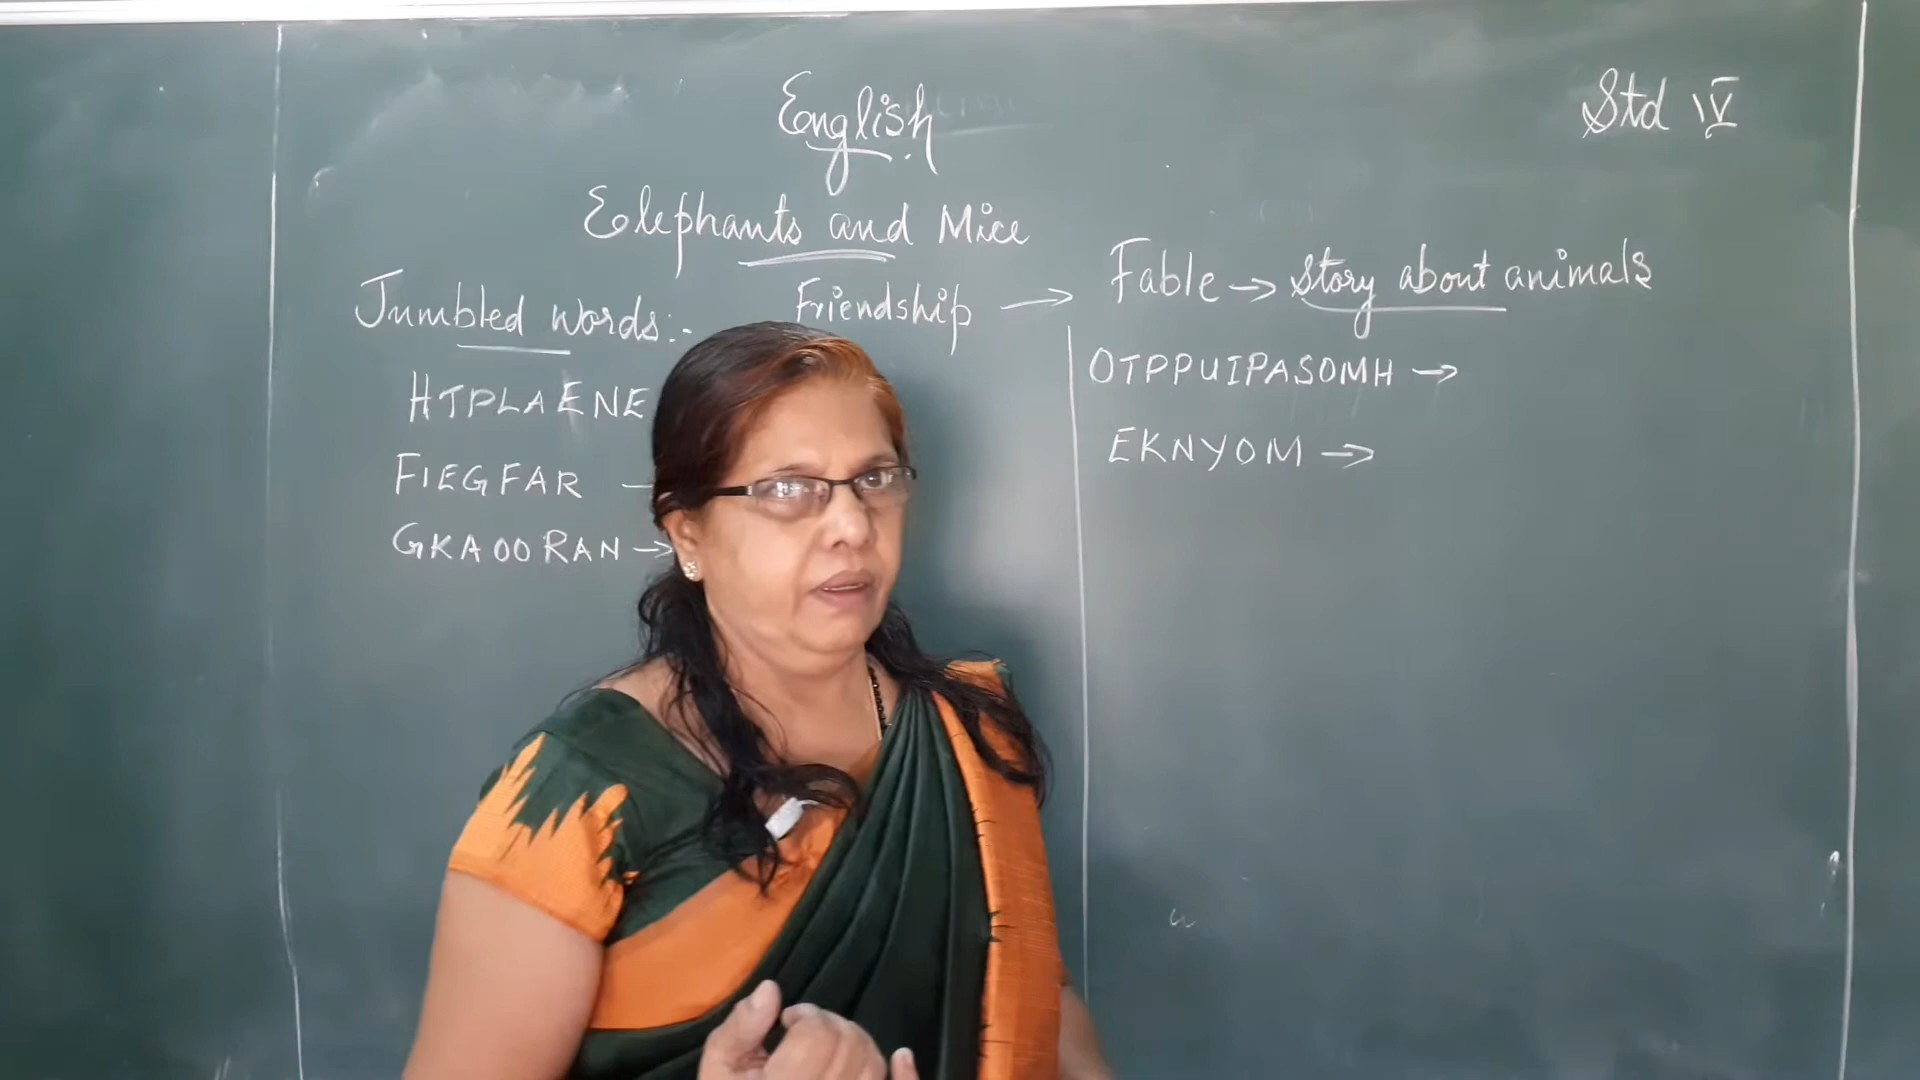 English
Std IV
Elephants and Mice
Friendship → Fable → Story about animals
Jumbled Words:-
HTPLAENE
FIEGFAR
GKAOORAN →
OTPPUIPASOMH →
EKNYOM →